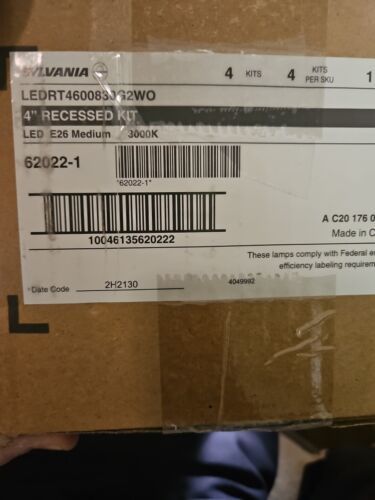 SYLVANIA 4 KITS 4 KITS PER SKU 1
LEDRT4600830G2WO
4" RECESSED KIT
LED E26 Medium 3000K
62022-1
*62022-1*
10046135620222
A C20 176 0
Made in C
These lamps comply with Federal e
efficiency labeling requirem
*Date Code 2H2130 4049992